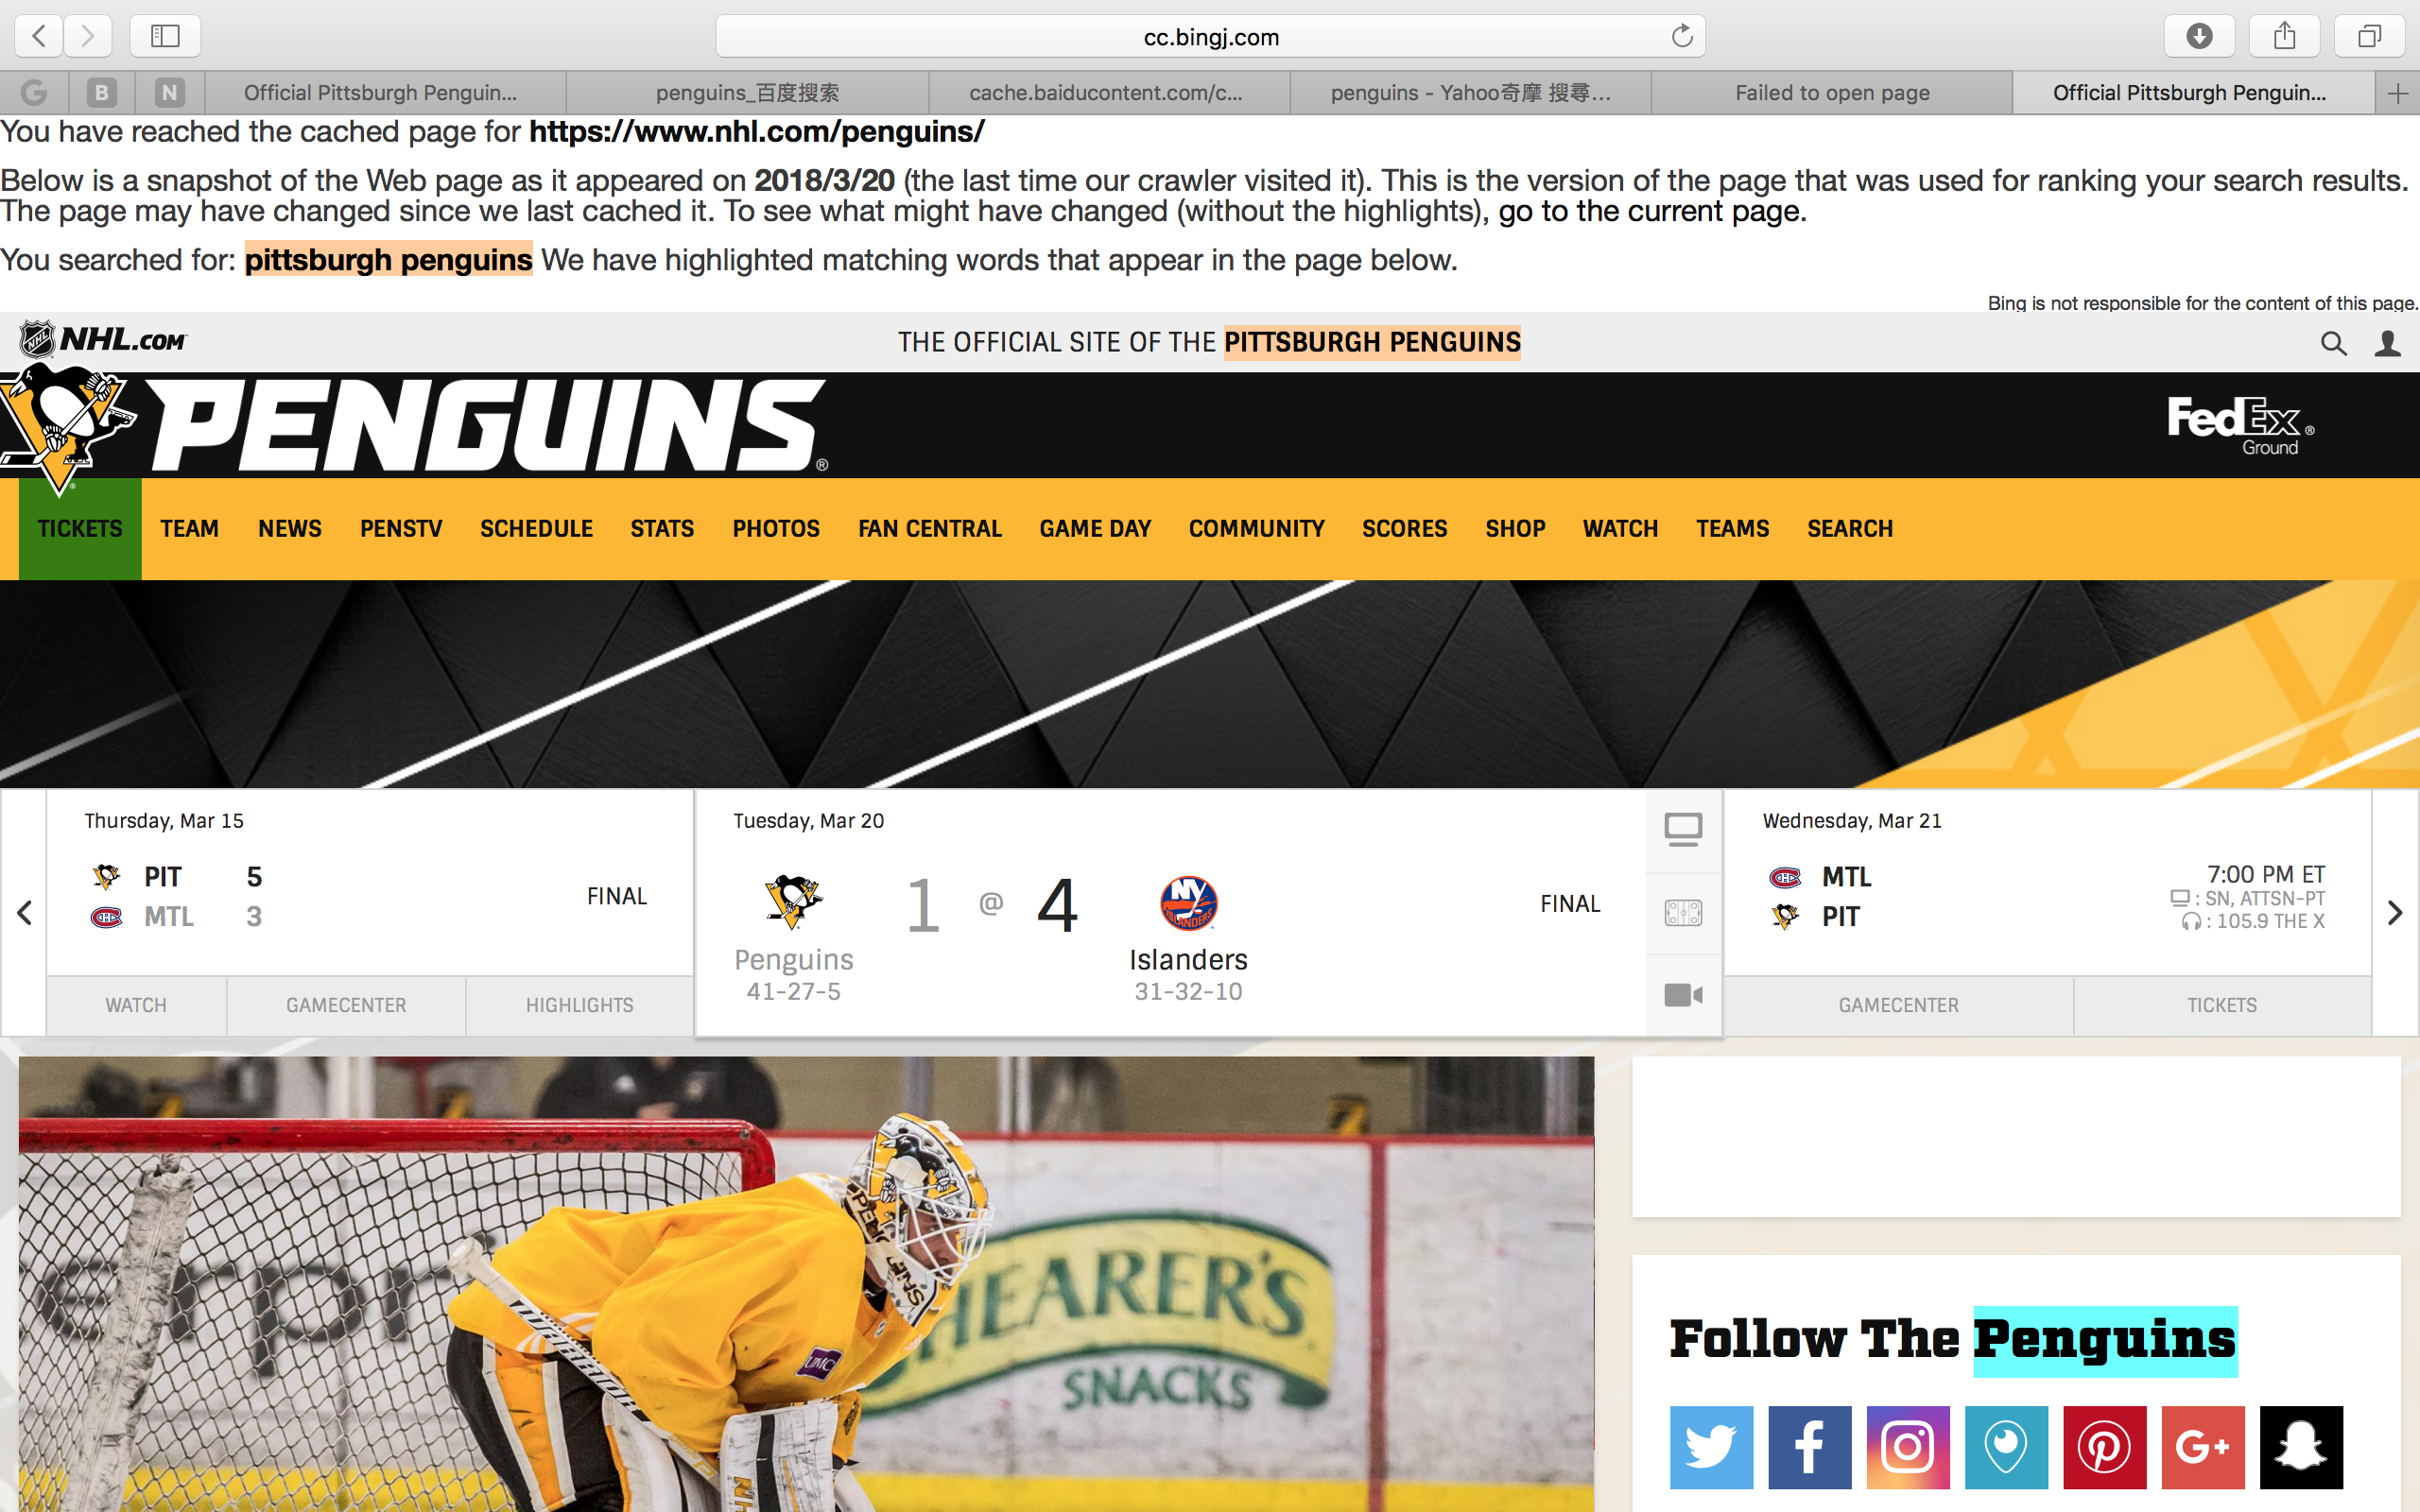 cc.bingj.com
G
B
N
Official Pittsburgh Penguin...
penguins_百度搜索
cache.baiducontent.com/c...
penguins - Yahoo奇摩 搜尋...
Failed to open page
Official Pittsburgh Penguin...
You have reached the cached page for https://www.nhl.com/penguins/
Below is a snapshot of the Web page as it appeared on 2018/3/20 (the last time our crawler visited it). This is the version of the page that was used for ranking your search results.
The page may have changed since we last cached it. To see what might have changed (without the highlights), go to the current page.
You searched for: pittsburgh penguins We have highlighted matching words that appear in the page below.
Bing is not responsible for the content of this page.
NHL NHL.COM
THE OFFICIAL SITE OF THE PITTSBURGH PENGUINS
PENGUINS®
FedEx®
Ground
TICKETS TEAM NEWS PENSTV SCHEDULE STATS PHOTOS FAN CENTRAL GAME DAY COMMUNITY SCORES SHOP WATCH TEAMS SEARCH
Thursday, Mar 15
PIT 5
MTL 3
FINAL
WATCH GAMECENTER HIGHLIGHTS
Tuesday, Mar 20
1 @ 4
NY ISLANDERS
FINAL
Penguins Islanders
41-27-5 31-32-10
Wednesday, Mar 21
MTL
PIT
7:00 PM ET
: SN, ATTSN-PT
: 105.9 THE X
GAMECENTER TICKETS
HEARER'S
SNACKS
UMC
WARRIOR
Follow The Penguins
G+